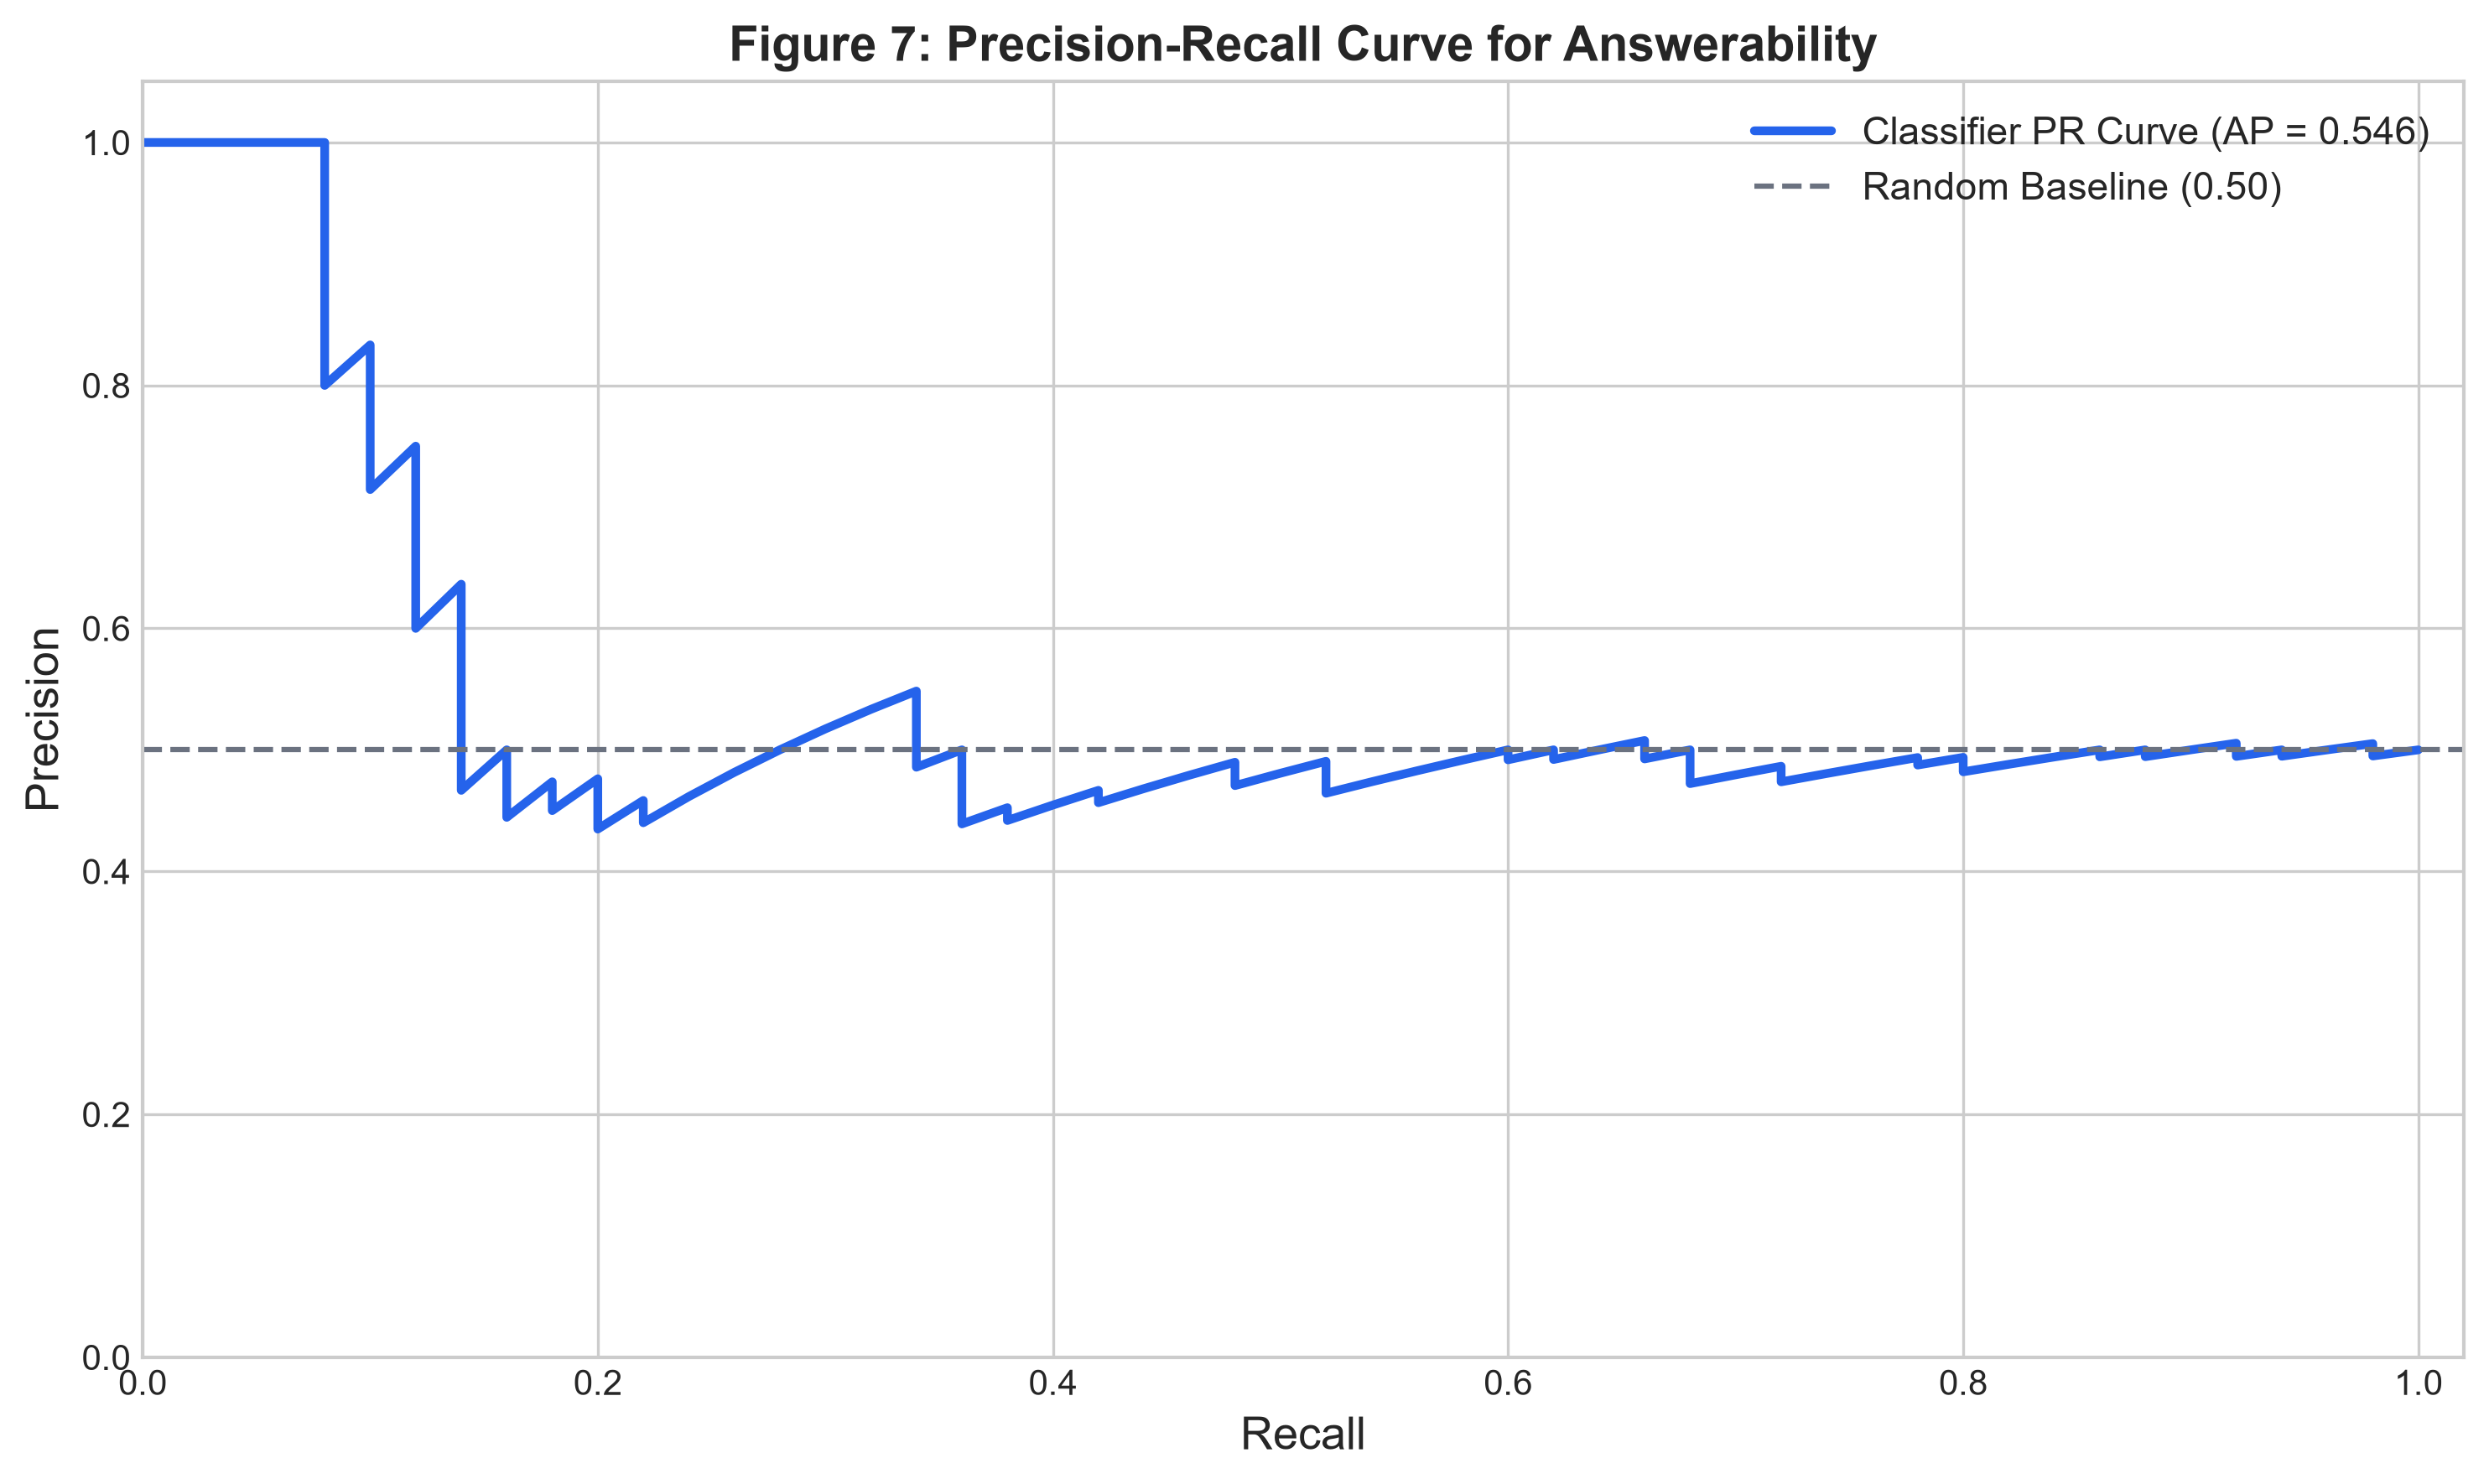 Figure 7: Precision-Recall Curve for Answerability
Classifier PR Curve (AP = 0.546)
Random Baseline (0.50)
Precision
1.0
0.8
0.6
0.4
0.2
0.0
0.0 0.2 0.4 0.6 0.8 1.0
Recall